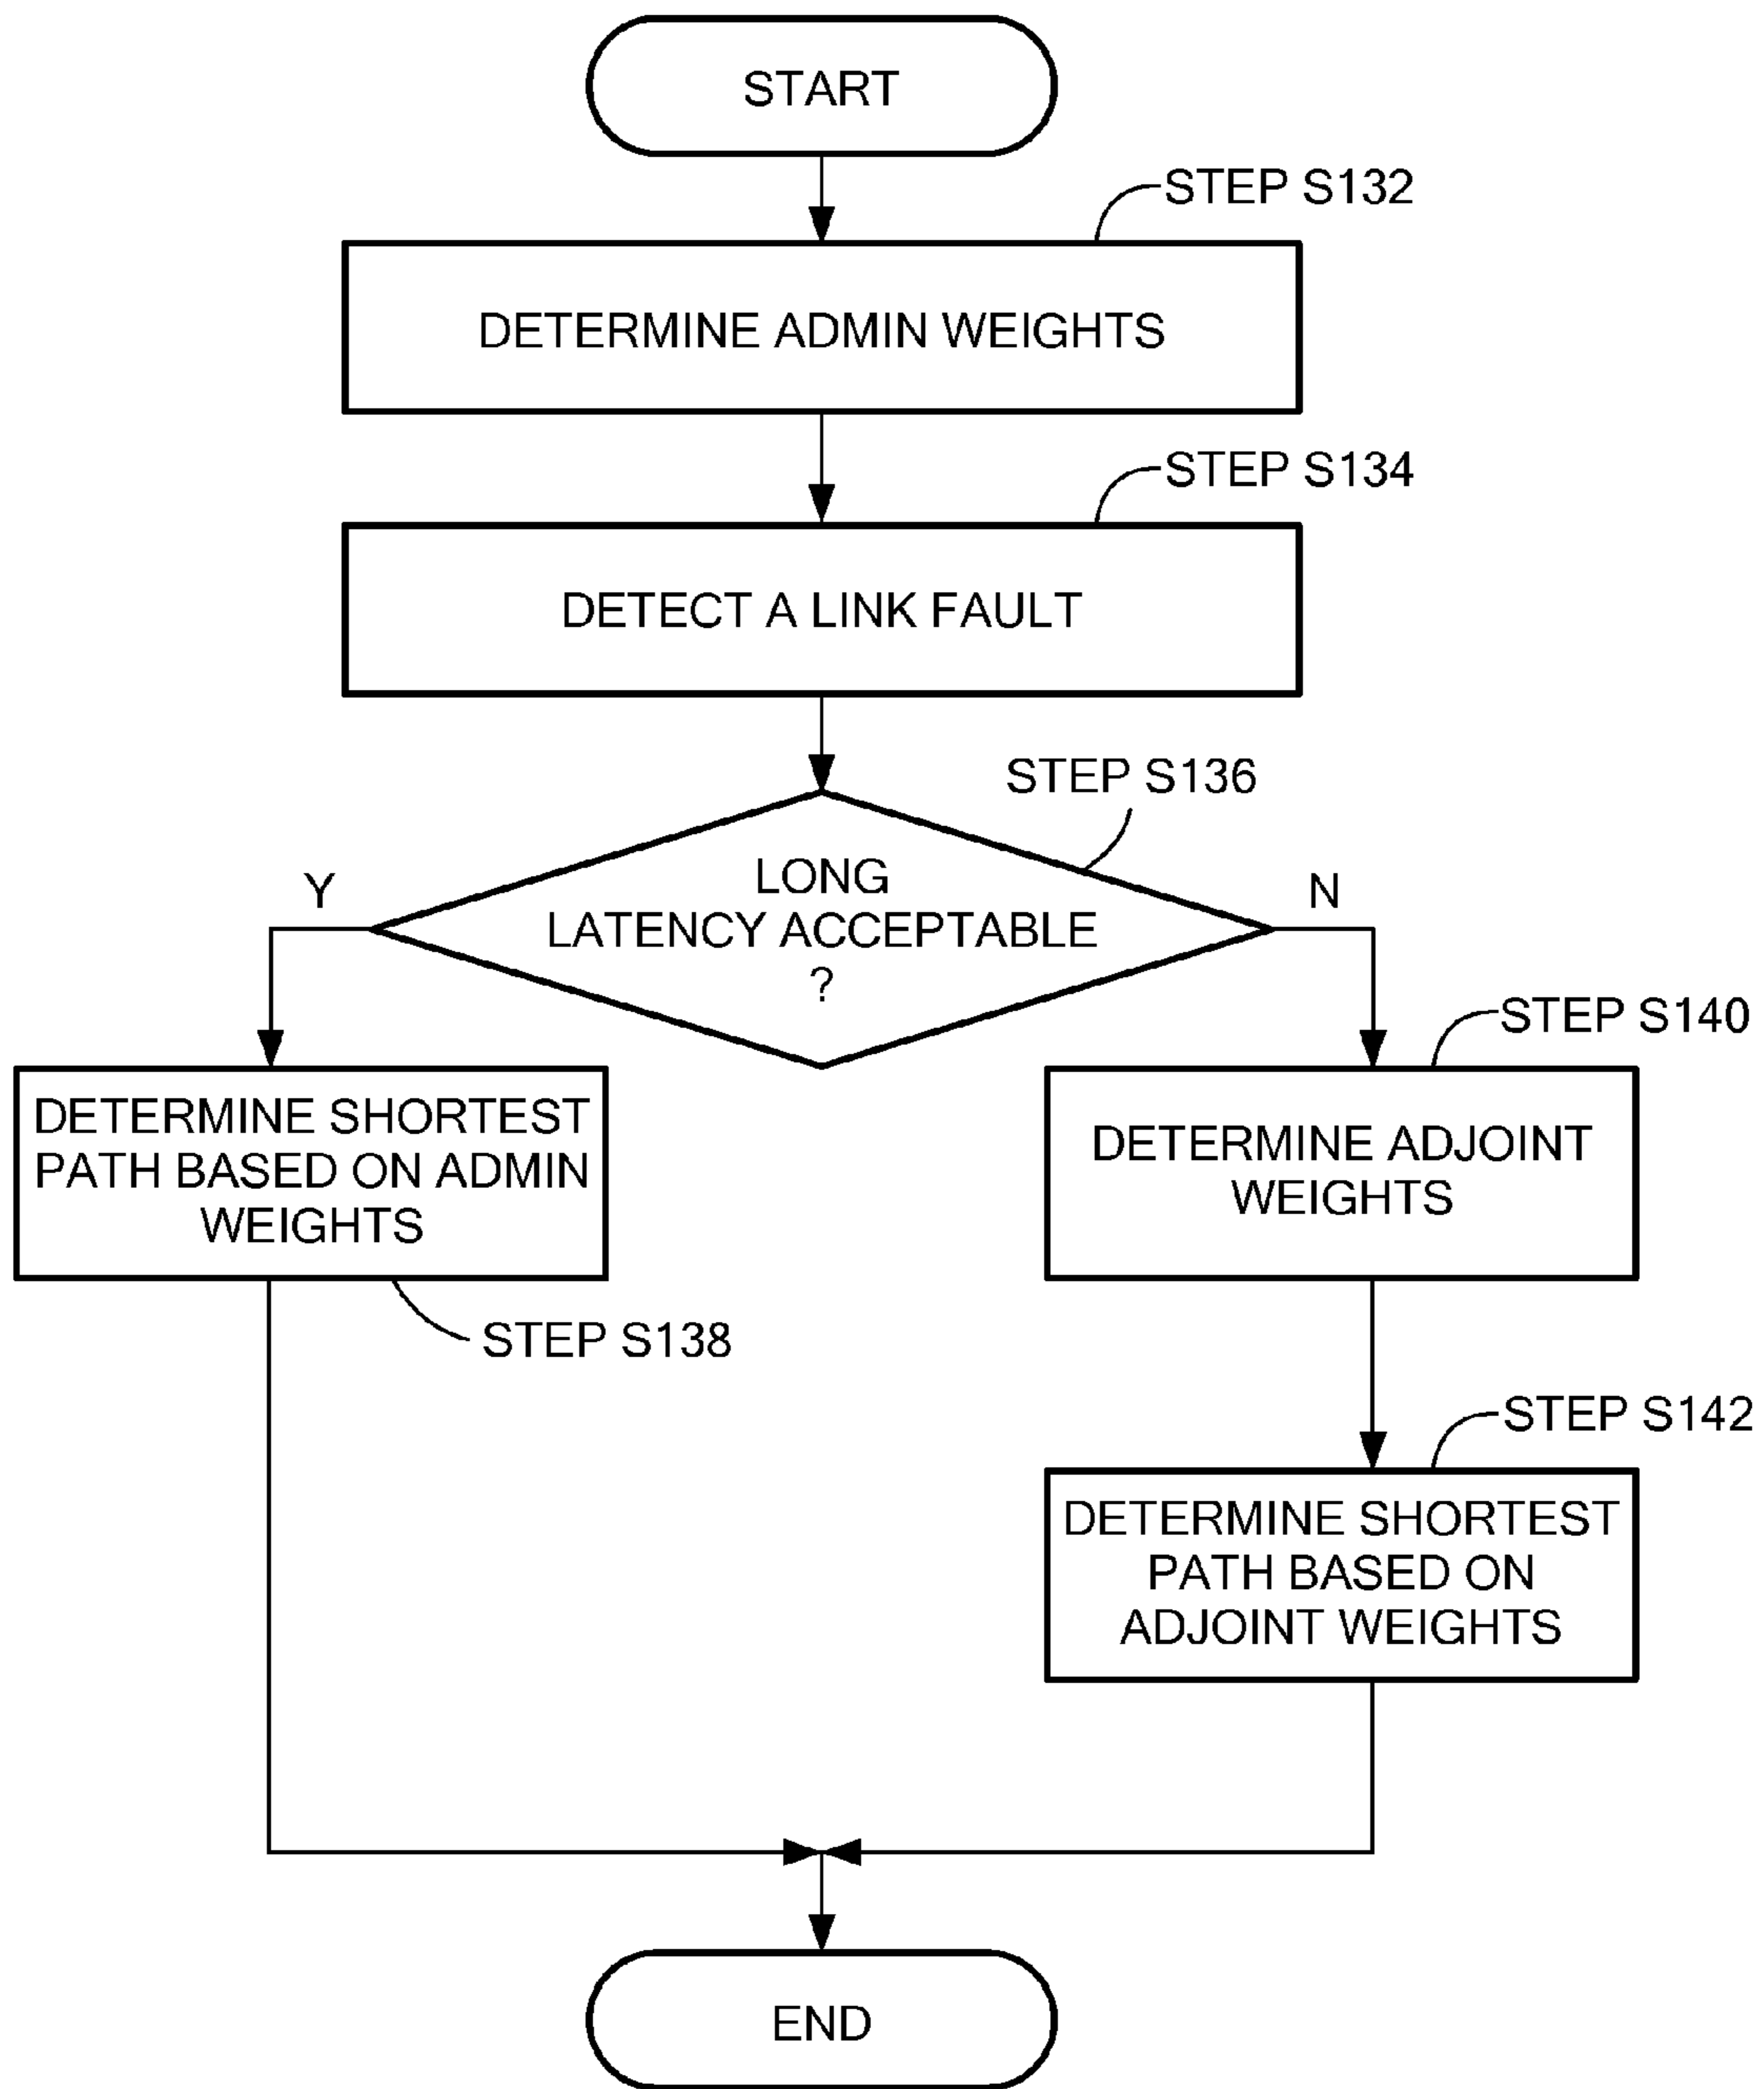 START
STEP S132
DETERMINE ADMIN WEIGHTS
STEP S134
DETECT A LINK FAULT
STEP S136
LONG
LATENCY ACCEPTABLE
?
Y
N
STEP S140
DETERMINE SHORTEST
PATH BASED ON ADMIN
WEIGHTS
DETERMINE ADJOINT
WEIGHTS
STEP S138
STEP S142
DETERMINE SHORTEST
PATH BASED ON
ADJOINT WEIGHTS
END